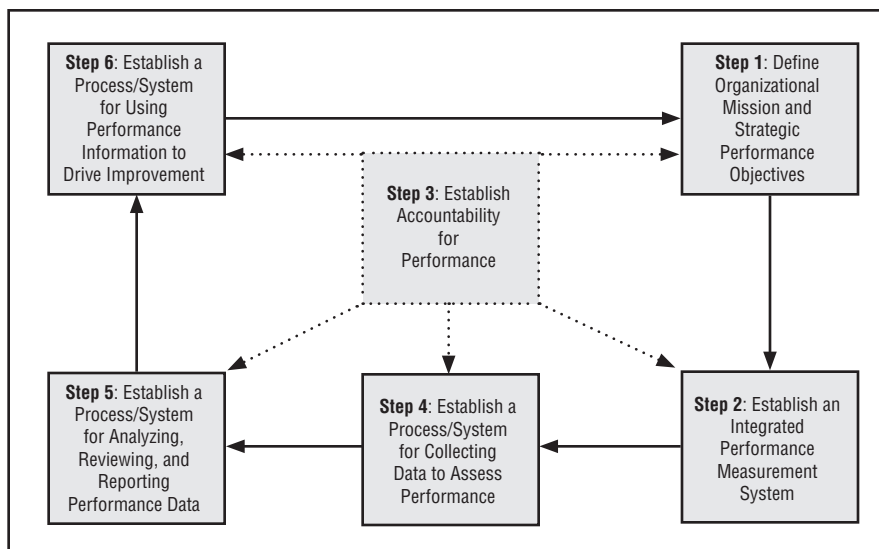 Step 6: Establish a
Process/System
for Using
Performance
Information to
Drive Improvement
Step 1: Define
Organizational
Mission and
Strategic
Performance
Objectives
Step 3: Establish
Accountability
for
Performance
Step 5: Establish a
Process/System
for Analyzing,
Reviewing, and
Reporting
Performance Data
Step 4: Establish a
Process/System
for Collecting
Data to Assess
Performance
Step 2: Establish an
Integrated
Performance
Measurement
System